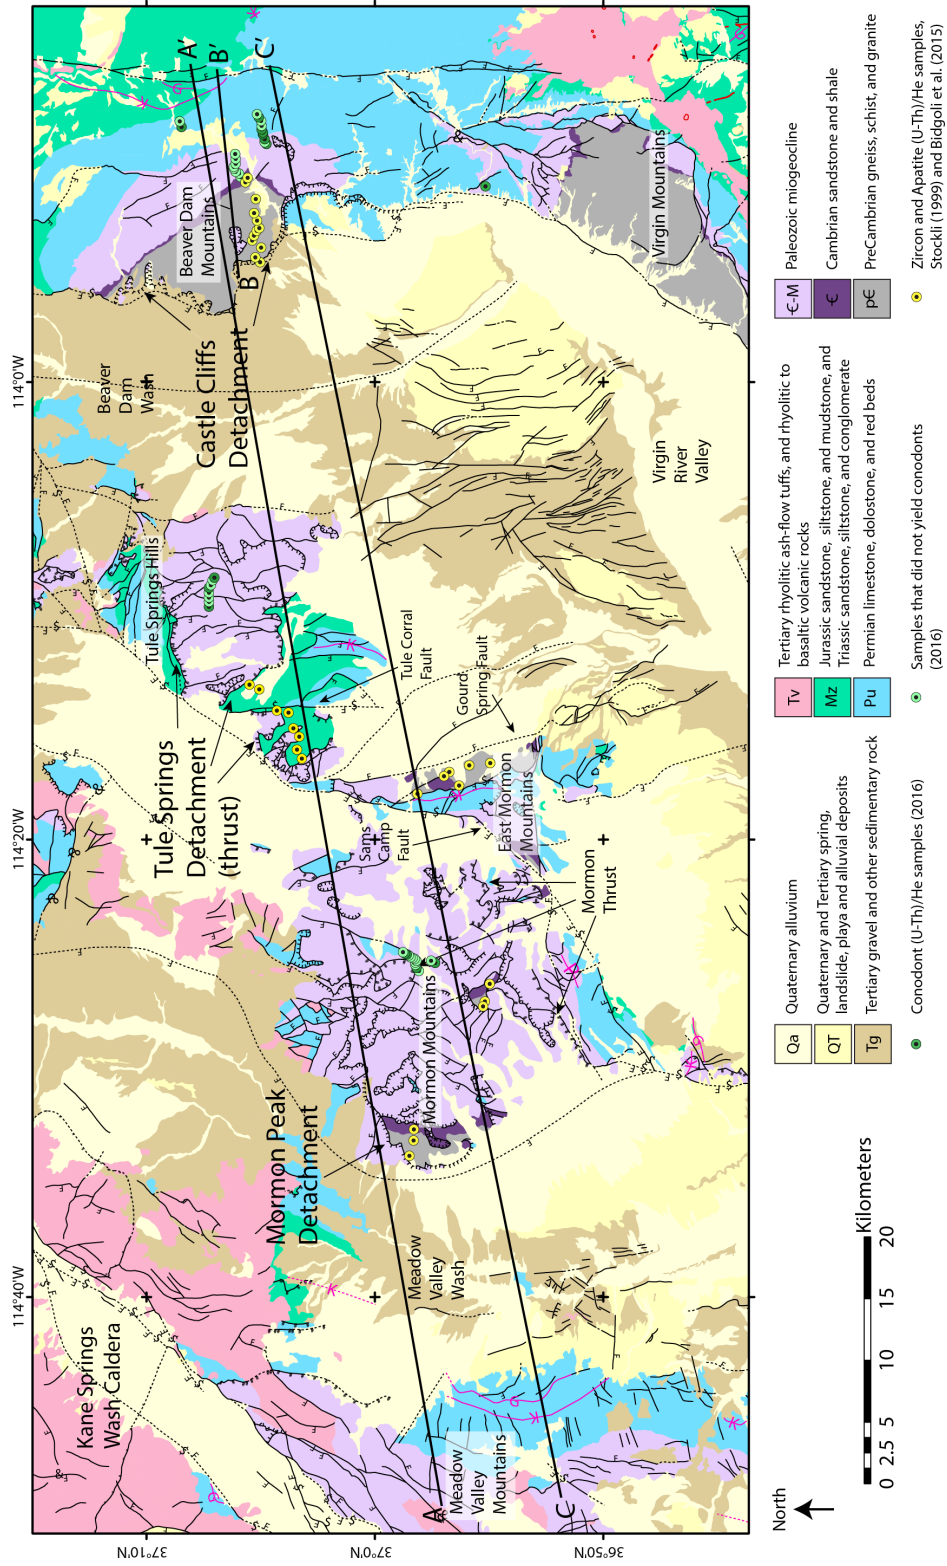 114°40'W
114°20'W
114°0'W
37°10'N
37°0'N
36°50'N
Kane Springs
Wash Caldera
Mormon Peak
Detachment
Tule Springs
Detachment
(thrust)
Tule Springs Hills
Beaver
Dam
Wash
Castle Cliffs
Detachment
Beaver Dam
Mountains
A'
B'
C'
B
A
C
Meadow
Valley
Mountains
Meadow
Valley
Wash
Mormon Mountains
Sams
Camp
Fault
Mormon
Thrust
East Mormon
Mountains
Gourd
Spring Fault
Tule Corral
Fault
Virgin
River
Valley
Virgin Mountains
North
0 2.5 5 10 15 20
Kilometers
Qa Quaternary alluvium
QT Quaternary and Tertiary spring,
landslide, playa and alluvial deposits
Tg Tertiary gravel and other sedimentary rock
Conodont (U-Th)/He samples (2016)
Tv Tertiary rhyolitic ash-flow tuffs, and rhyolitic to
basaltic volcanic rocks
Mz Jurassic sandstone, siltstone, and mudstone, and
Triassic sandstone, siltstone, and conglomerate
Pu Permian limestone, dolostone, and red beds
Samples that did not yield conodonts
(2016)
Є-M Paleozoic miogeocline
Є Cambrian sandstone and shale
pЄ PreCambrian gneiss, schist, and granite
Zircon and Apatite (U-Th)/He samples,
Stockli (1999) and Bidgoli et al. (2015)